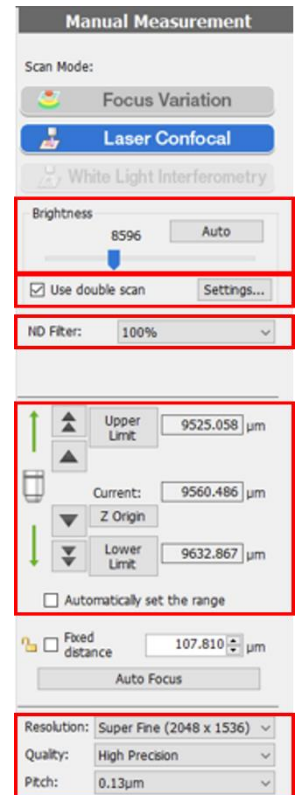 Manual Measurement
Scan Mode:
Focus Variation
Laser Confocal
White Light Interferometry
Brightness
8596 Auto
Use double scan Settings...
ND Filter: 100%
Upper Limit 9525.058 µm
Current: 9560.486 µm
Z Origin
Lower Limit 9632.867 µm
Automatically set the range
Fixed distance 107.810 µm
Auto Focus
Resolution: Super Fine (2048 x 1536)
Quality: High Precision
Pitch: 0.13µm